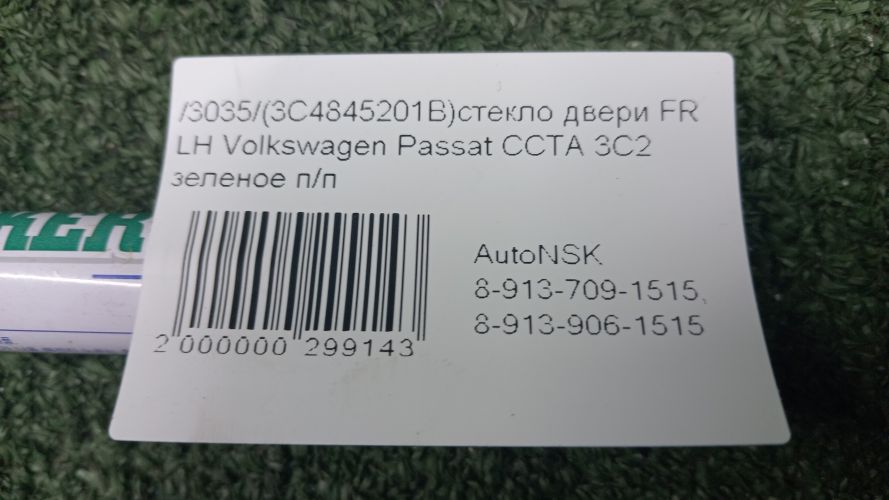 /3035/(3C4845201B)стекло двери FR
LH Volkswagen Passat CCTA 3C2
зеленое п/п
AutoNSK
8-913-709-1515,
8-913-906-1515
2 000000 299143